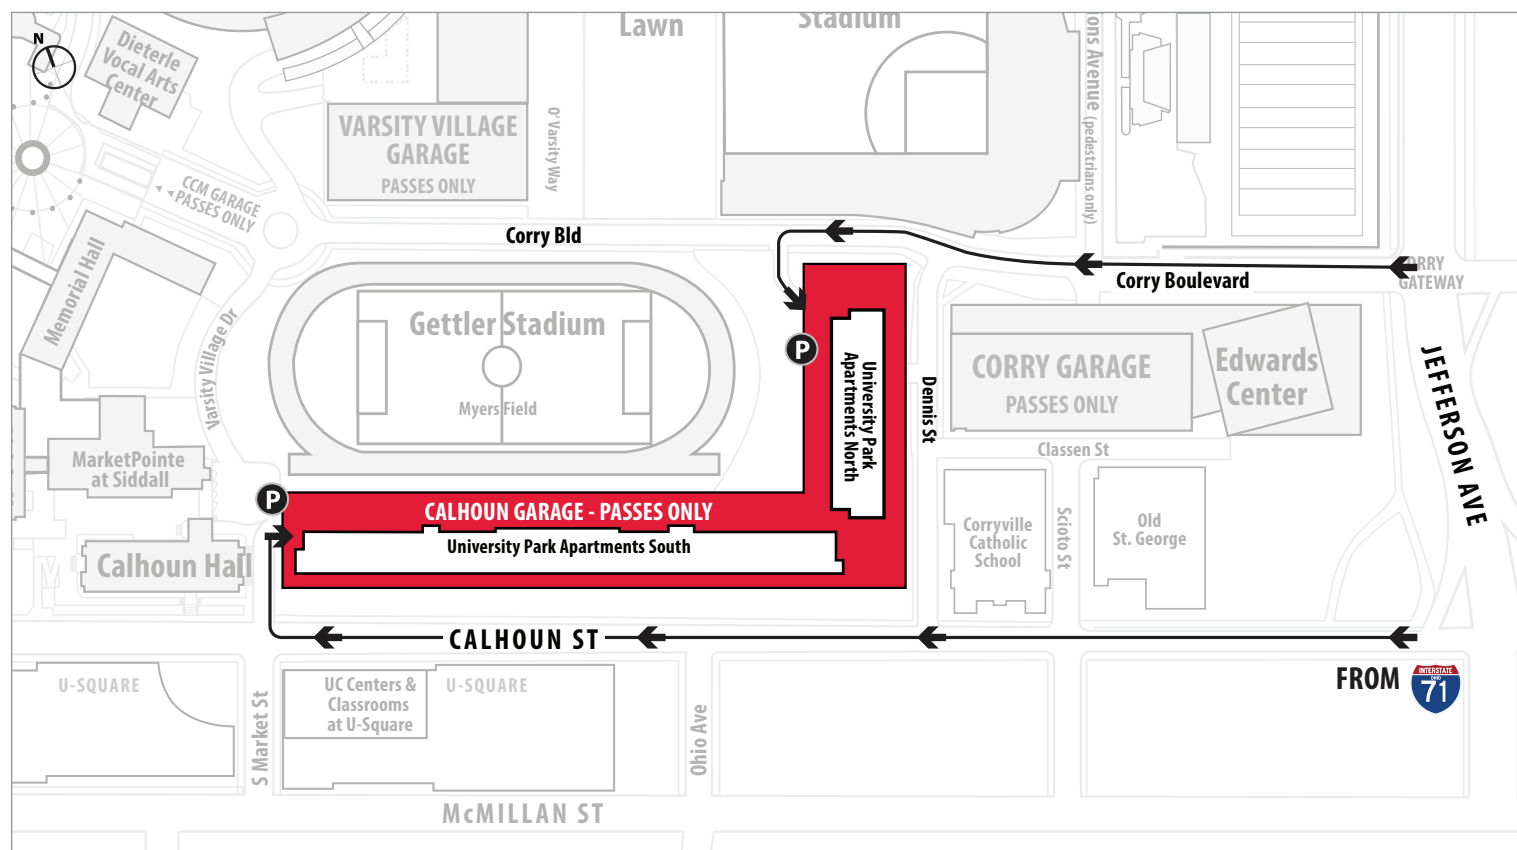 Lawn
Stadium
N
Dieterle
Vocal Arts
Center
ons Avenue (pedestrians only)
VARSITY VILLAGE
GARAGE
PASSES ONLY
O'Varsity Way
CCM GARAGE
PASSES ONLY
Corry Bld
Corry Boulevard
ORRY
GATEWAY
Memorial Hall
Varsity Village Dr
Gettler Stadium
Myers Field
P
University Park
Apartments North
Dennis St
CORRY GARAGE
PASSES ONLY
Edwards
Center
JEFFERSON AVE
Classen St
MarketPointe
at Siddall
P
CALHOUN GARAGE - PASSES ONLY
University Park Apartments South
Calhoun Hall
Corryville
Catholic
School
Scioto St
Old
St. George
CALHOUN ST
FROM
INTERSTATE
OHIO
71
U-SQUARE
S Market St
UC Centers &
Classrooms
at U-Square
U-SQUARE
Ohio Ave
McMILLAN ST